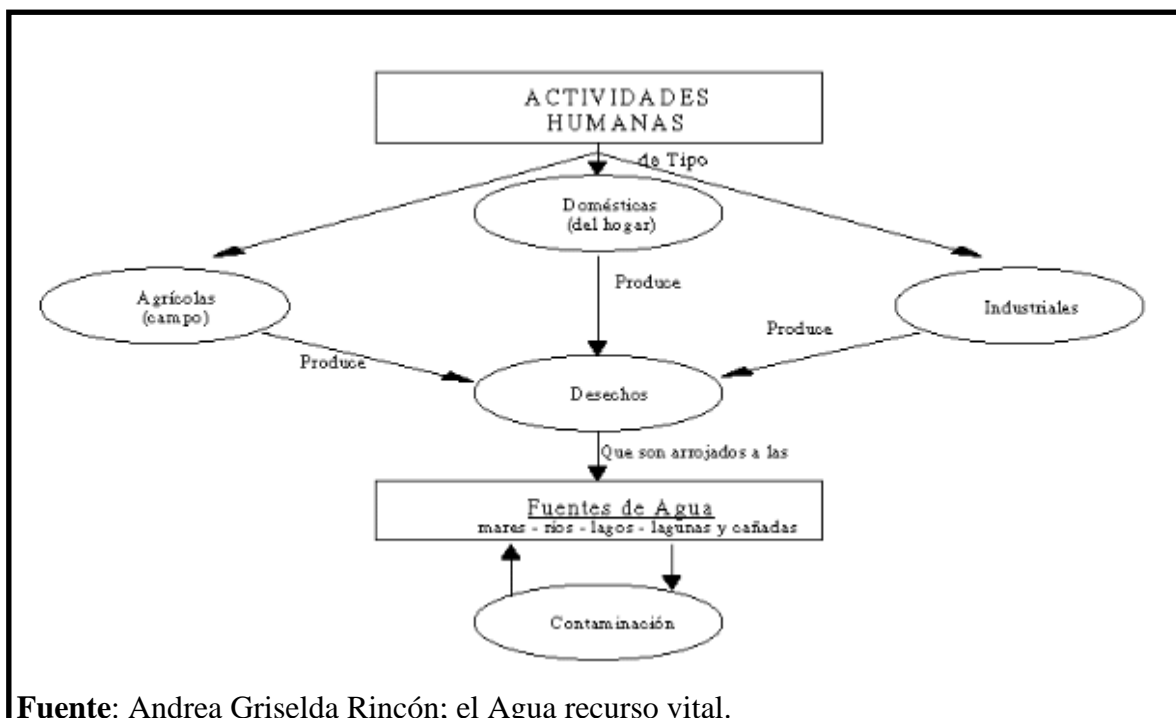 ACTIVIDADES
HUMANAS
de Tipo
Domésticas
(del hogar)
Agrícolas
(campo)
Industriales
Produce
Produce
Produce
Desechos
Que son arrojados a las
Fuentes de Agua
mares - ríos - lagos - lagunas y cañadas
Contaminación
Fuente: Andrea Griselda Rincón; el Agua recurso vital.